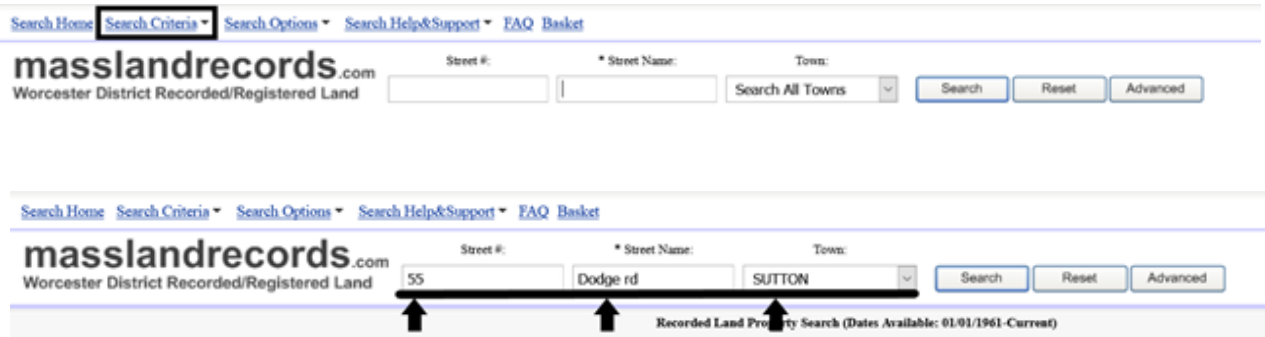 Search Home Search Criteria Search Options Search Help&Support FAQ Basket
masslandrecords.com
Worcester District Recorded/Registered Land
Street #: * Street Name: Town:
Search All Towns Search Reset Advanced
Search Home Search Criteria Search Options Search Help&Support FAQ Basket
masslandrecords.com
Worcester District Recorded/Registered Land
Street #: * Street Name: Town:
55 Dodge rd SUTTON Search Reset Advanced
Recorded Land Property Search (Dates Available: 01/01/1961-Current)